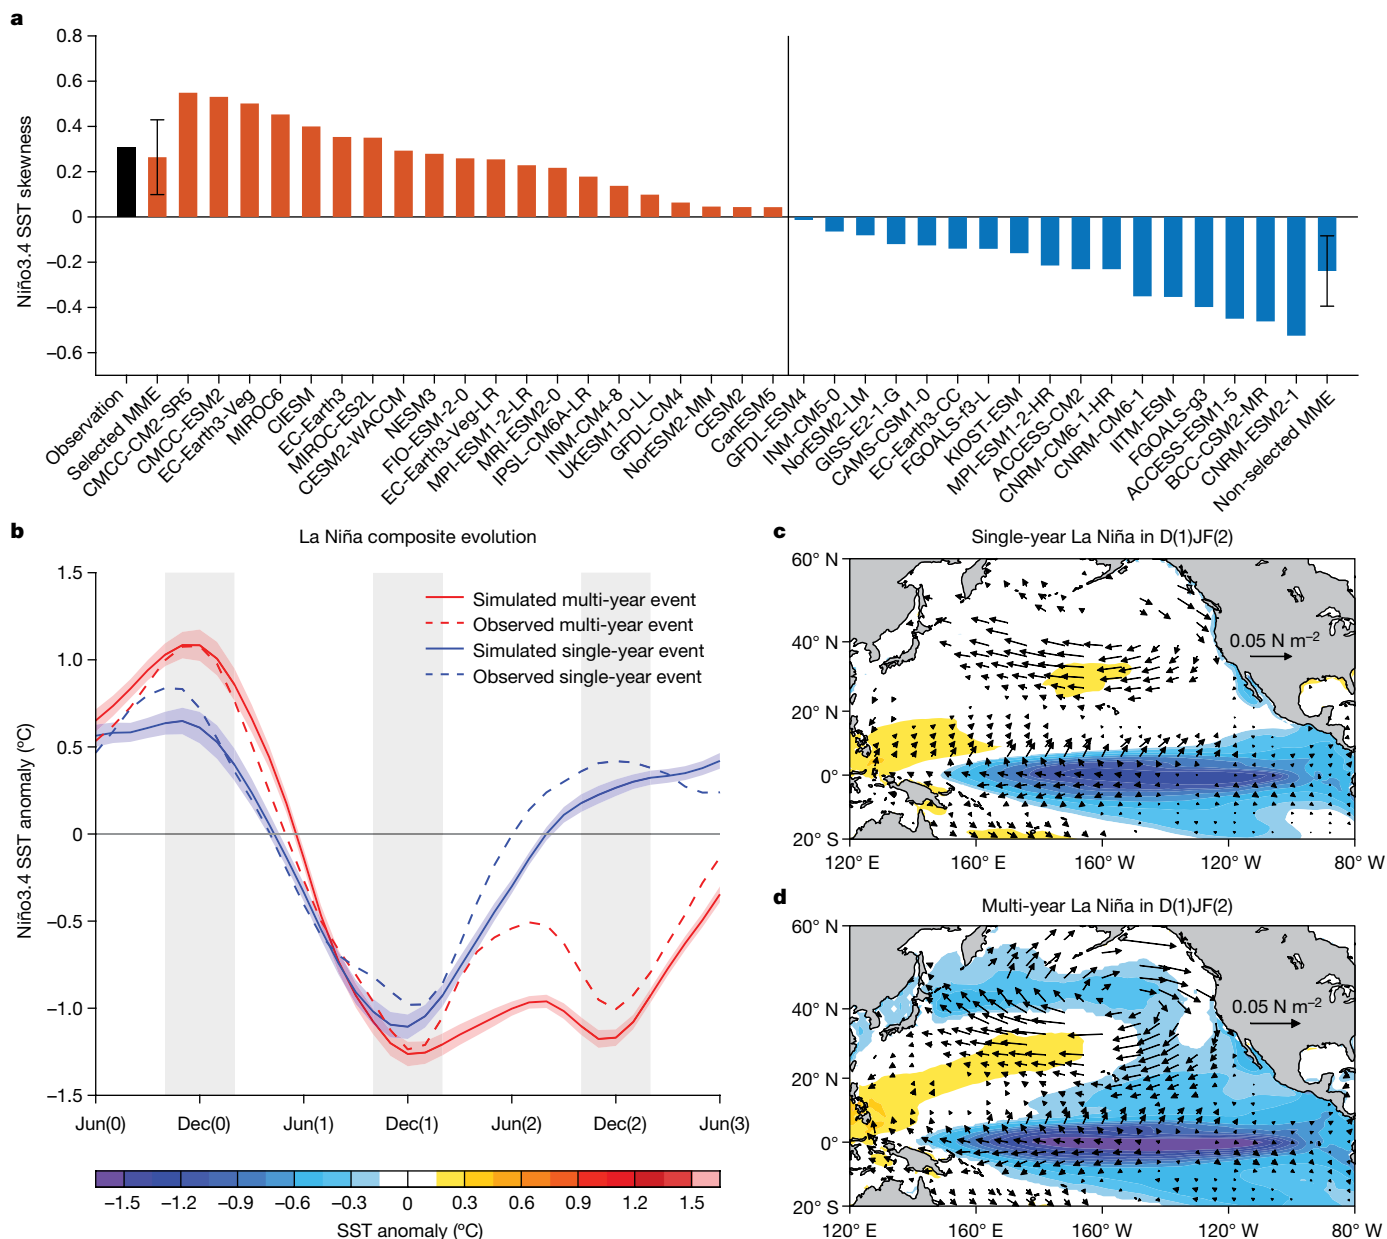 a
0.8
0.6
0.4
0.2
0
−0.2
−0.4
−0.6
Niño3.4 SST skewness
Observation
Selected MME
CMCC-CM2-SR5
CMCC-ESM2
EC-Earth3-Veg
MIROC6
CIESM
EC-Earth3
MIROC-ES2L
CESM2-WACCM
NESM3
FIO-ESM-2-0
EC-Earth3-Veg-LR
MPI-ESM1-2-LR
MRI-ESM2-0
IPSL-CM6A-LR
INM-CM4-8
UKESM1-0-LL
GFDL-CM4
NorESM2-MM
CESM2
CanESM5
GFDL-ESM4
INM-CM5-0
NorESM2-LM
GISS-E2-1-G
CAMS-CSM1-0
EC-Earth3-CC
FGOALS-f3-L
KIOST-ESM
MPI-ESM1-2-HR
ACCESS-CM2
CNRM-CM6-1-HR
CNRM-CM6-1
IITM-ESM
FGOALS-g3
ACCESS-ESM1-5
BCC-CSM2-MR
CNRM-ESM2-1
Non-selected MME
b
La Niña composite evolution
1.5
1.0
0.5
0
−0.5
−1.0
−1.5
Niño3.4 SST anomaly (°C)
Simulated multi-year event
Observed multi-year event
Simulated single-year event
Observed single-year event
Jun(0)
Dec(0)
Jun(1)
Dec(1)
Jun(2)
Dec(2)
Jun(3)
−1.5
−1.2
−0.9
−0.6
−0.3
0
0.3
0.6
0.9
1.2
1.5
SST anomaly (°C)
c
Single-year La Niña in D(1)JF(2)
60° N
40° N
20° N
0°
20° S
0.05 N m−2
120° E
160° E
160° W
120° W
80° W
d
Multi-year La Niña in D(1)JF(2)
60° N
40° N
20° N
0°
20° S
0.05 N m−2
120° E
160° E
160° W
120° W
80° W